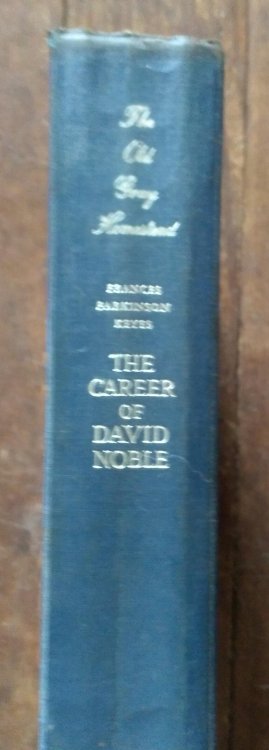 The
Old
Gray
Homestead
FRANCES
PARKINSON
KEYES
THE
CAREER
OF
DAVID
NOBLE